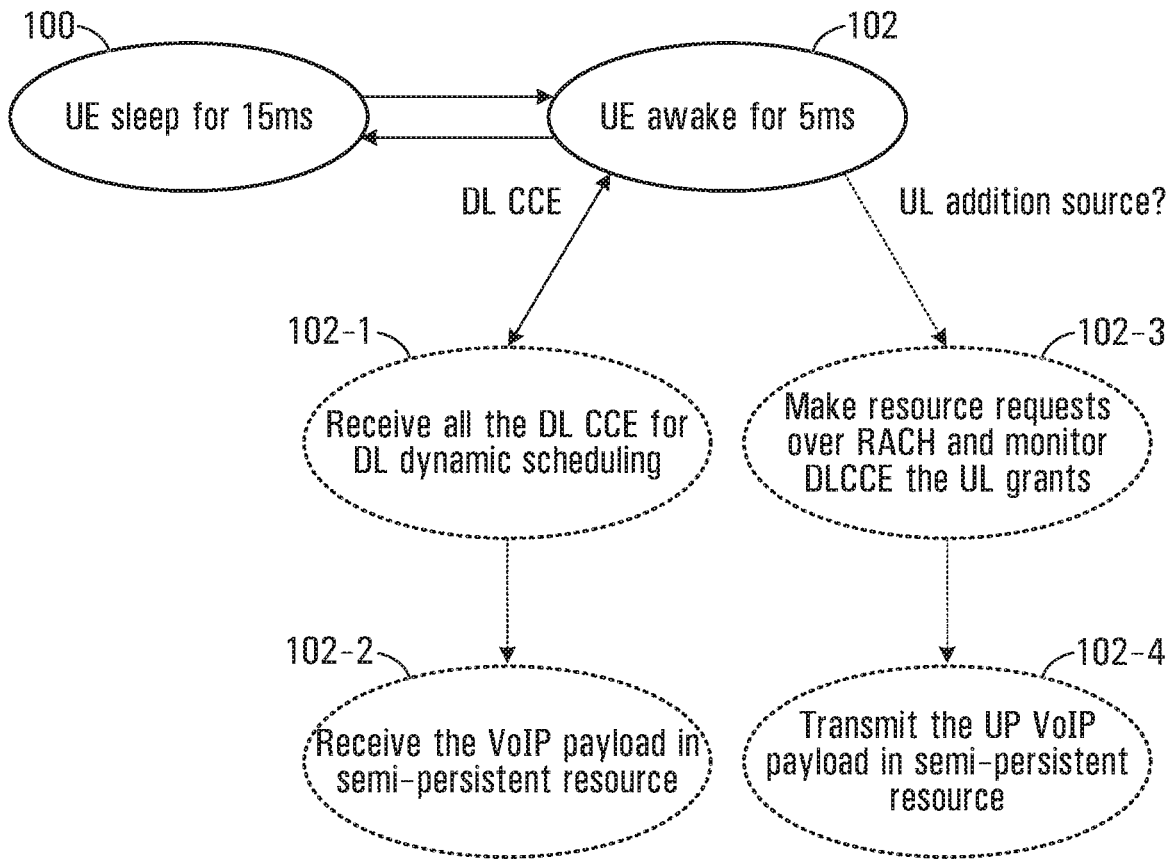 100
102
UE sleep for 15ms
UE awake for 5ms
DL CCE
UL addition source?
102-1
102-3
Receive all the DL CCE for
DL dynamic scheduling
Make resource requests
over RACH and monitor
DLCCE the UL grants
102-2
102-4
Receive the VoIP payload in
semi-persistent resource
Transmit the UP VoIP
payload in semi-persistent
resource